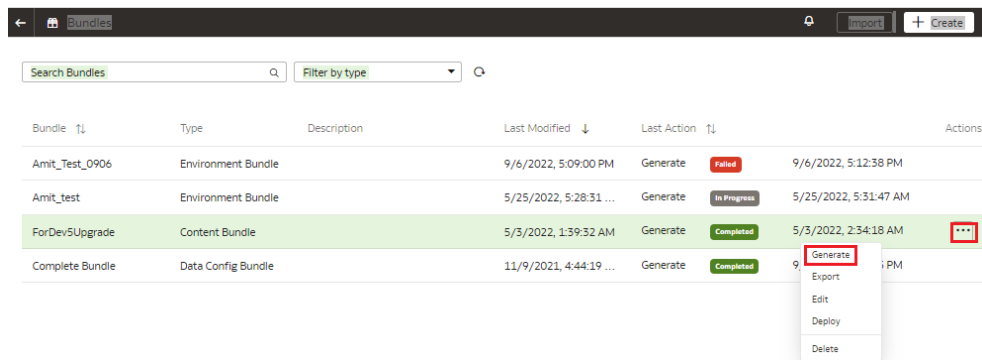 Bundles Import + Create
Search Bundles Filter by type
Bundle Type Description Last Modified Last Action Actions
Amit_Test_0906 Environment Bundle 9/6/2022, 5:09:00 PM Generate Failed 9/6/2022, 5:12:38 PM
Amit_test Environment Bundle 5/25/2022, 5:28:31 ... Generate In Progress 5/25/2022, 5:31:47 AM
ForDev5Upgrade Content Bundle 5/3/2022, 1:39:32 AM Generate Completed 5/3/2022, 2:34:18 AM ...
Complete Bundle Data Config Bundle 11/9/2021, 4:44:19 ... Generate Completed PM
Generate
Export
Edit
Deploy
Delete